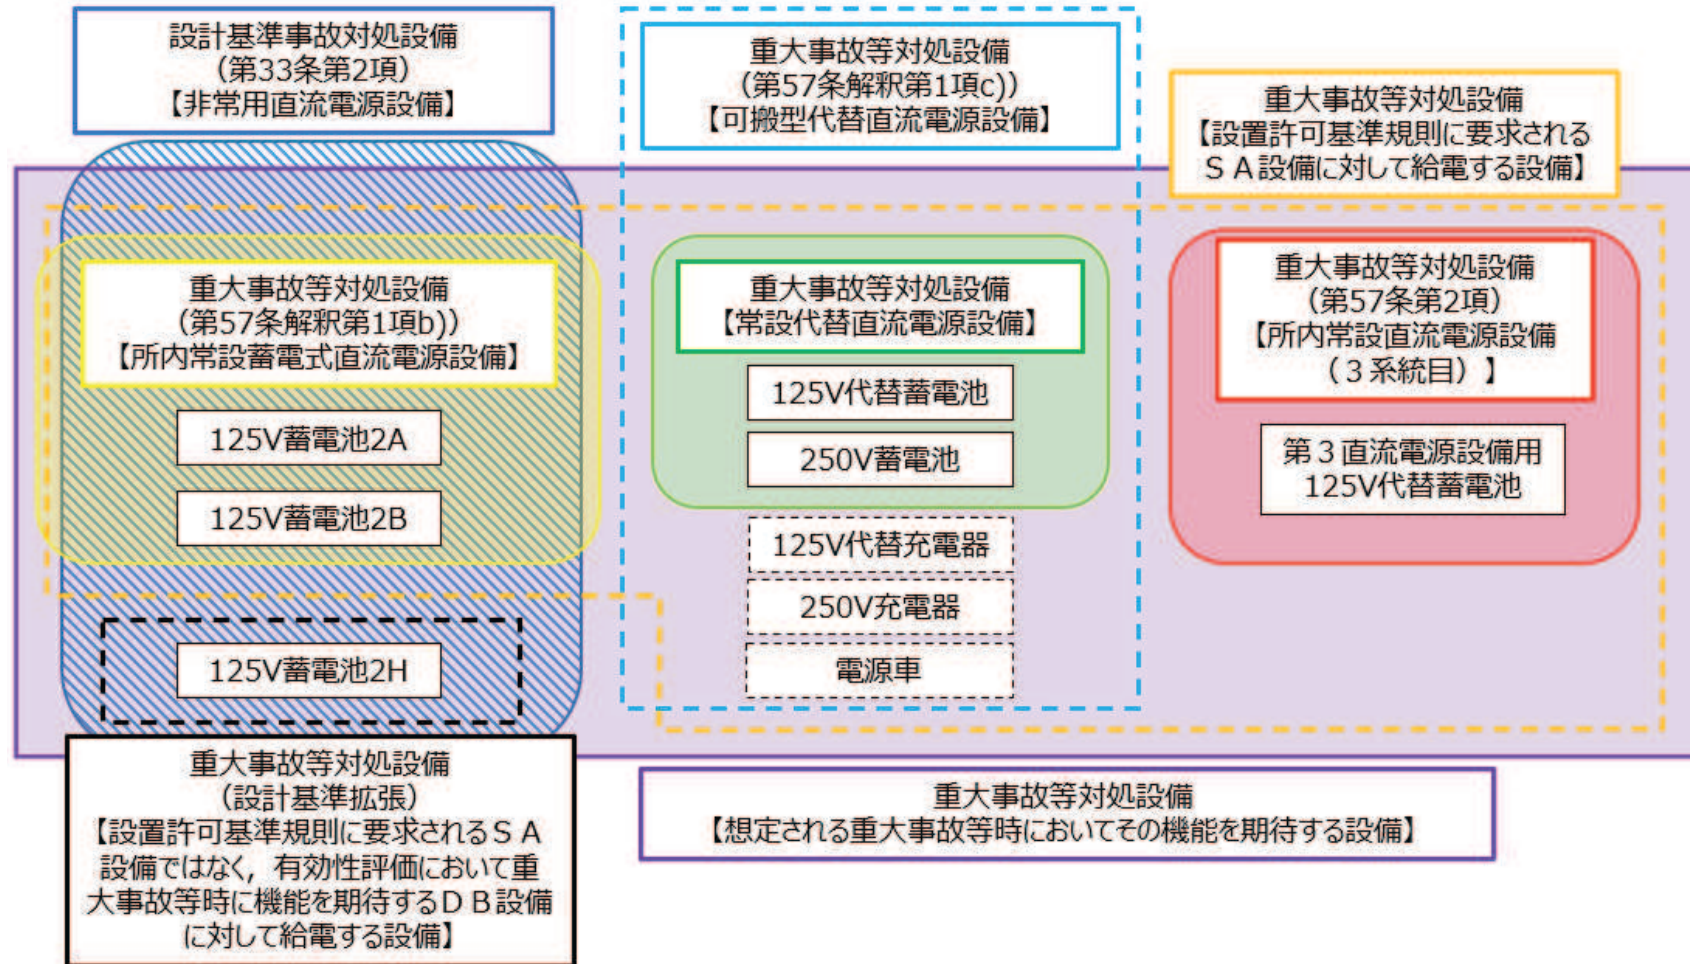 設計基準事故対処設備
（第33条第2項）
【非常用直流電源設備】
重大事故等対処設備
（第57条解釈第1項c)）
【可搬型代替直流電源設備】
重大事故等対処設備
【設置許可基準規則に要求される
ＳＡ設備に対して給電する設備】
重大事故等対処設備
（第57条解釈第1項b)）
【所内常設蓄電式直流電源設備】
125V蓄電池2A
125V蓄電池2B
125V蓄電池2H
重大事故等対処設備
【常設代替直流電源設備】
125V代替蓄電池
250V蓄電池
125V代替充電器
250V充電器
電源車
重大事故等対処設備
（第57条第2項）
【所内常設直流電源設備
（３系統目）】
第３直流電源設備用
125V代替蓄電池
重大事故等対処設備
（設計基準拡張）
【設置許可基準規則に要求されるＳＡ
設備ではなく，有効性評価において重
大事故等時に機能を期待するＤＢ設備
に対して給電する設備】
重大事故等対処設備
【想定される重大事故等時においてその機能を期待する設備】